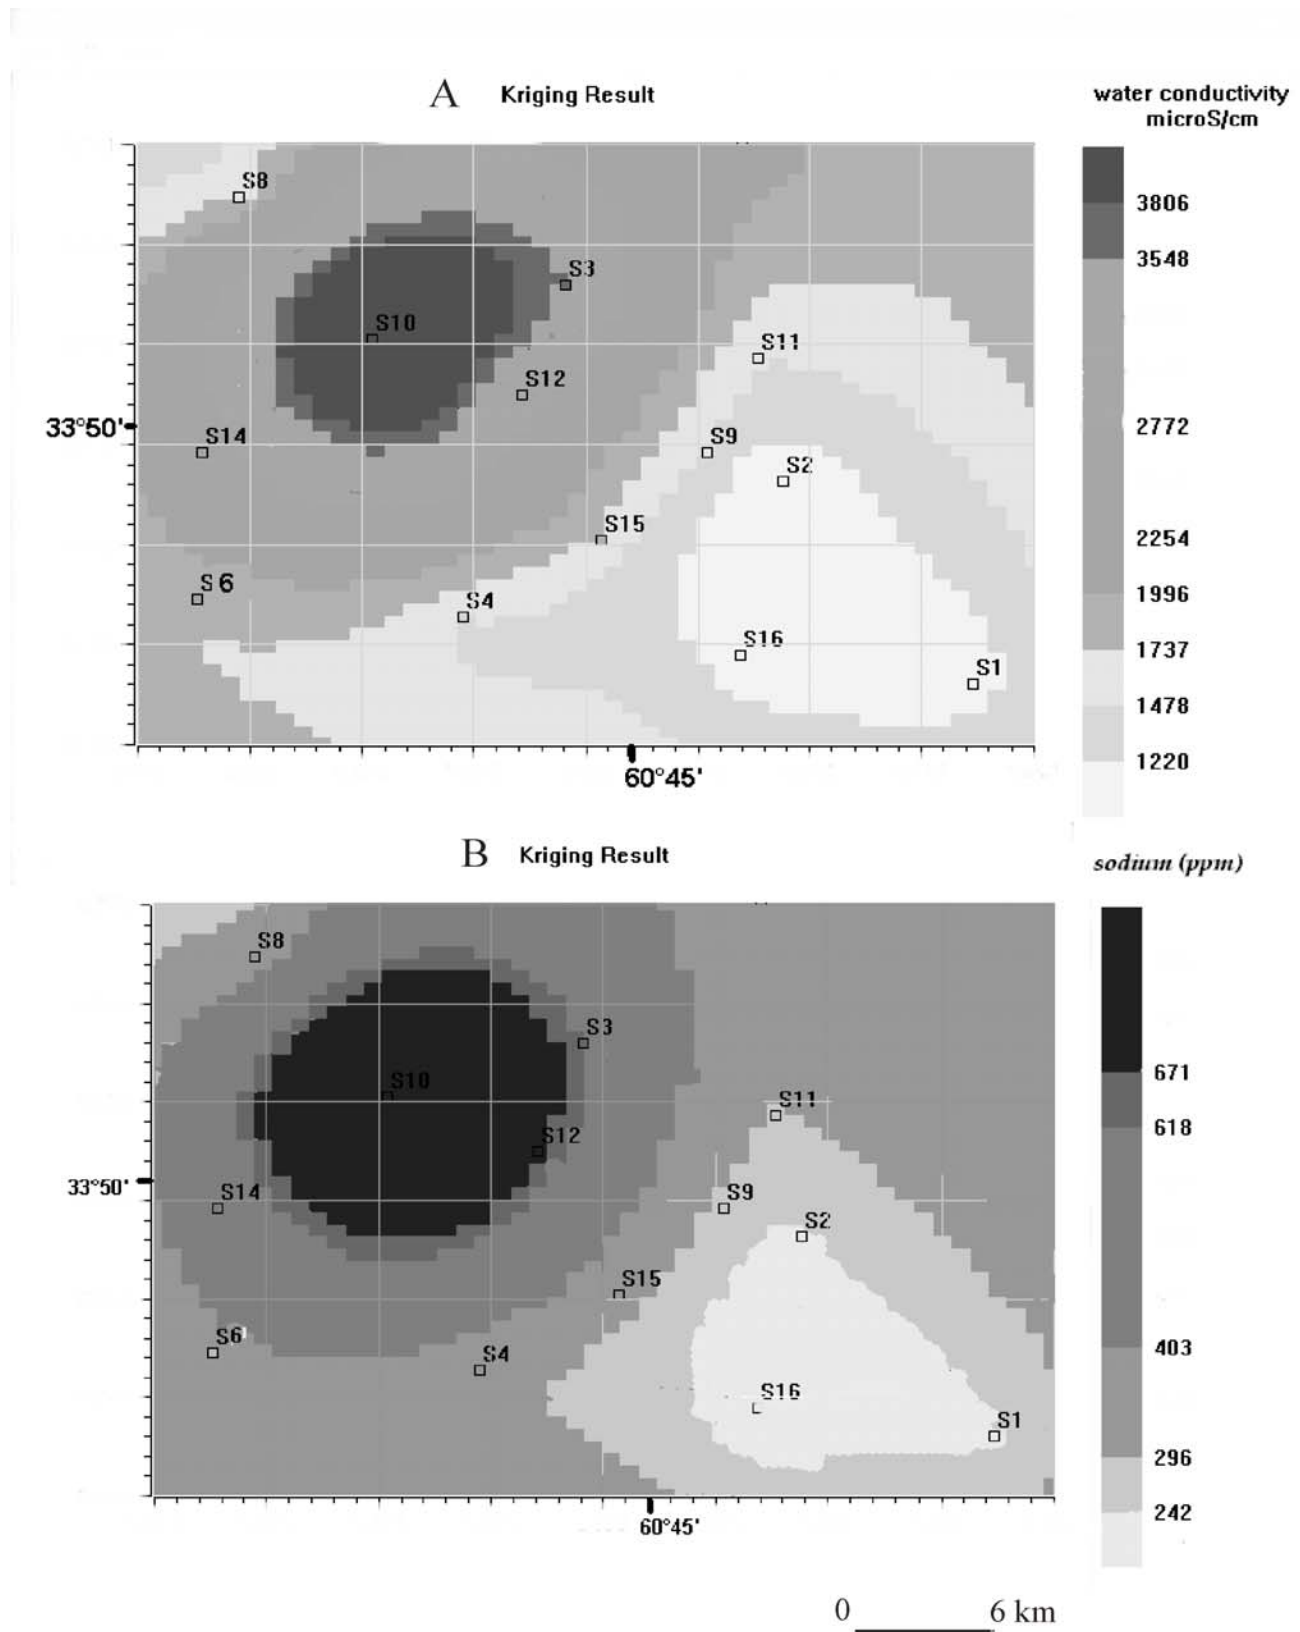 A Kriging Result
water conductivity
microS/cm
S8
3806
3548
S3
S10
S11
S12
33°50'
2772
S14
S9
S2
S15
2254
S6
1996
S4
S16
1737
S1
1478
1220
60°45'
B Kriging Result
sodium (ppm)
S8
S3
S10
671
S11
618
S12
33°50'
S14
S9
S2
S15
S6
S4
403
S16
S1
296
242
60°45'
0 6 km